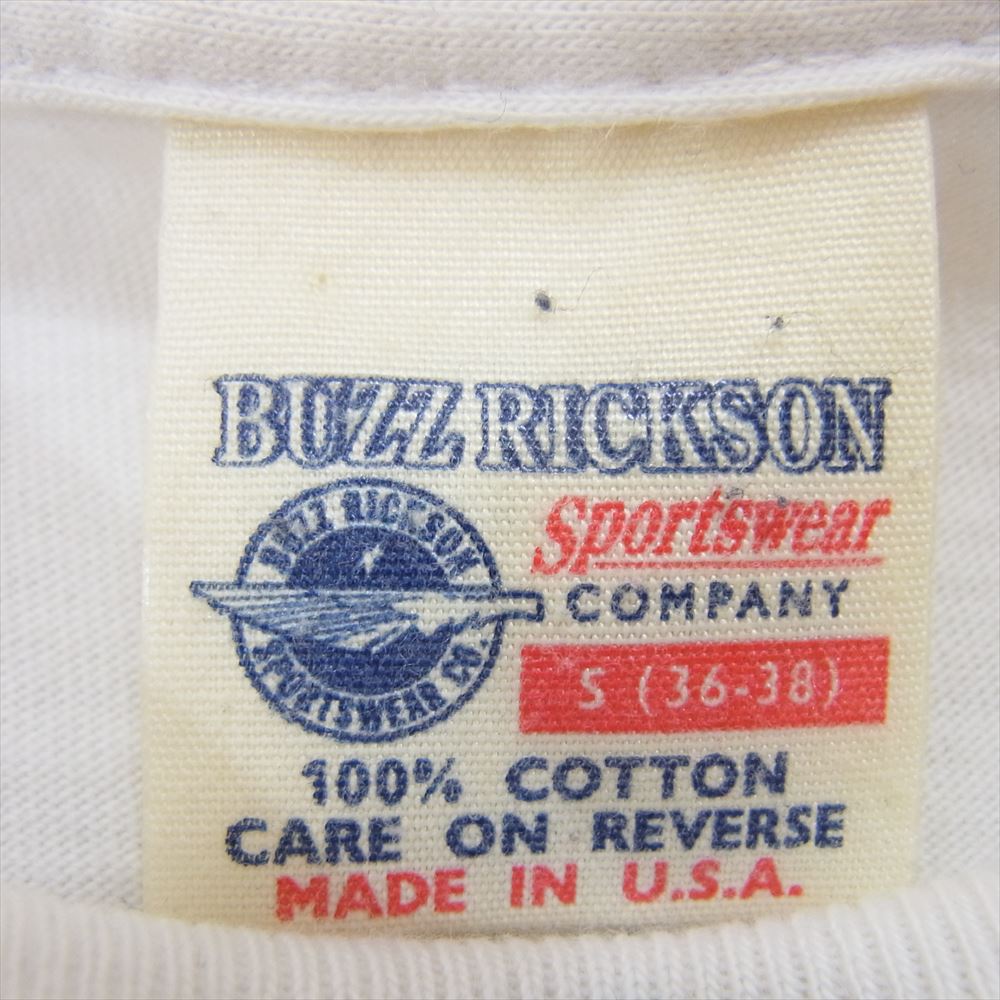 BUZZ RICKSON
Sportswear
COMPANY
BUZZ RICKSON
SPORTSWEAR CO.
S (36-38)
100% COTTON
CARE ON REVERSE
MADE IN U.S.A.